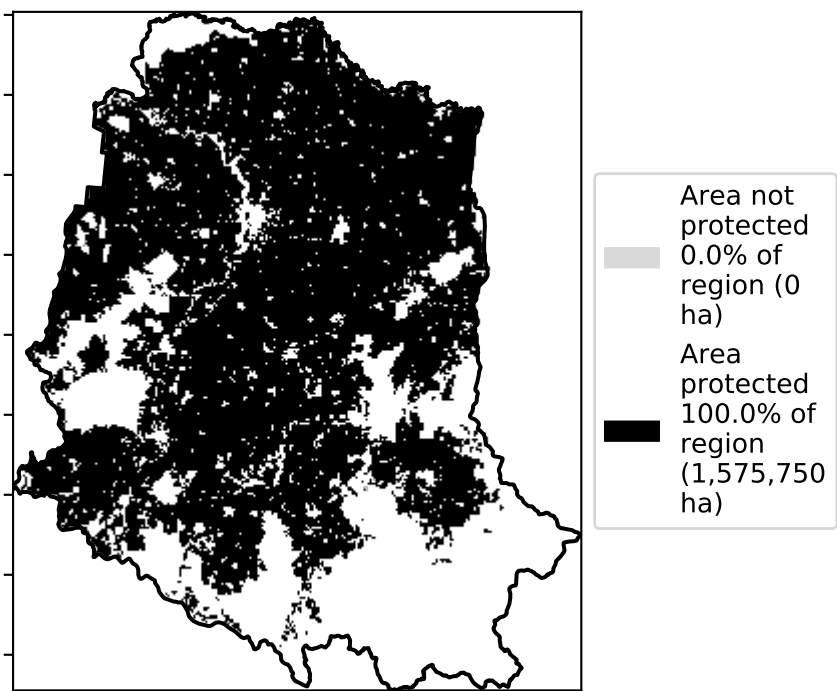 Area not
protected
0.0% of
region (0
ha)
Area
protected
100.0% of
region
(1,575,750
ha)